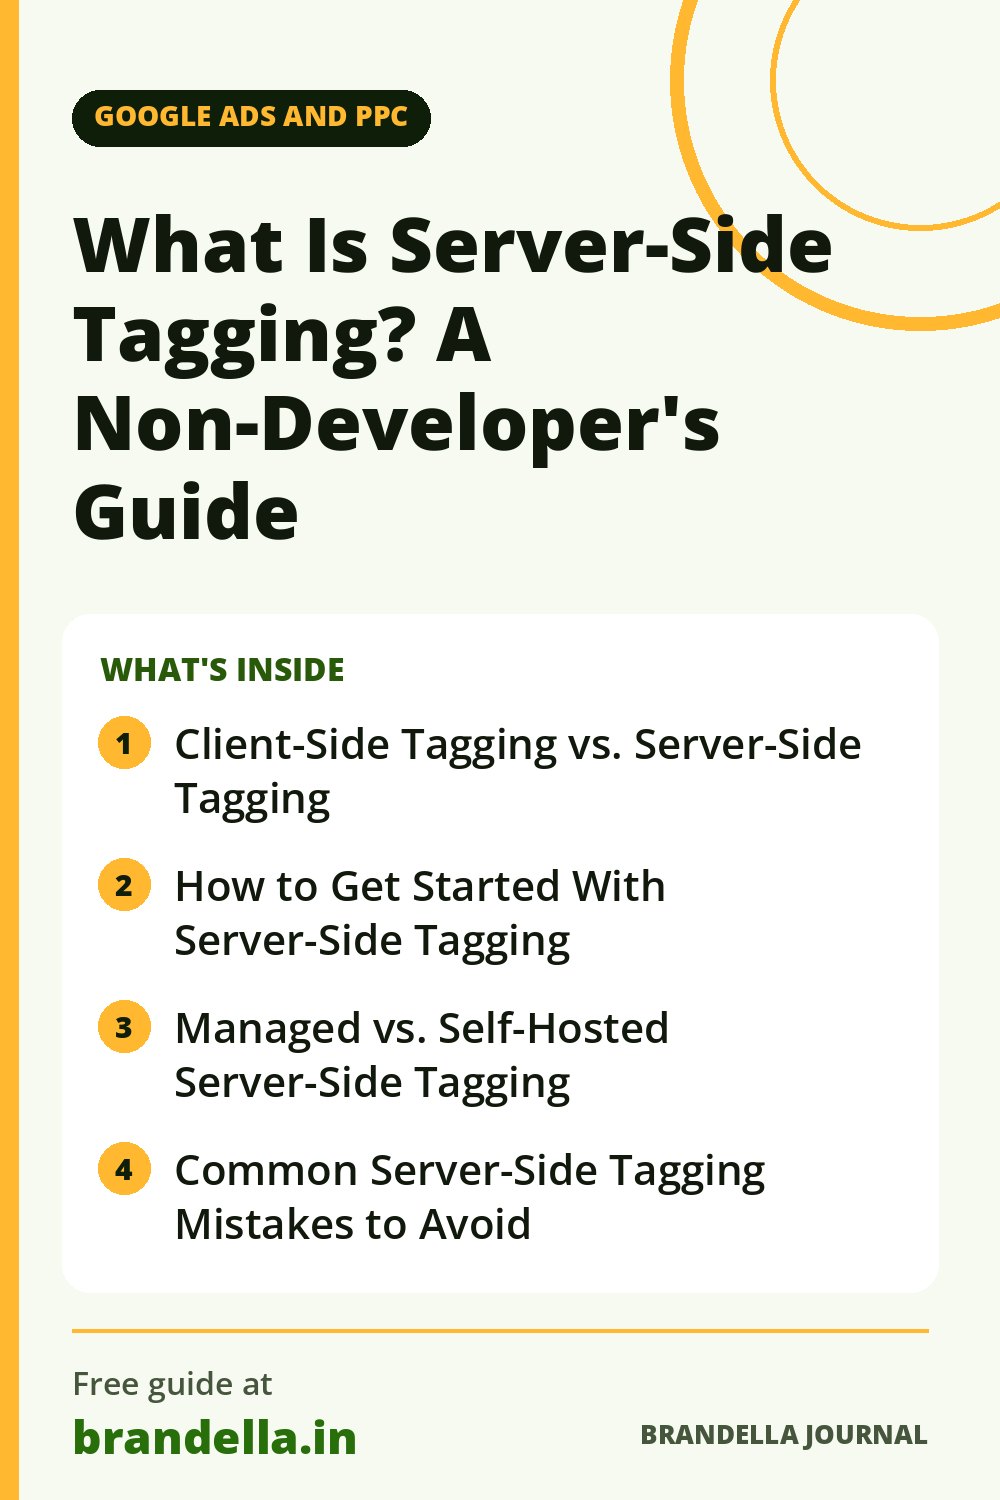 GOOGLE ADS AND PPC
What Is Server-Side
Tagging? A
Non-Developer's
Guide
WHAT'S INSIDE
1 Client-Side Tagging vs. Server-Side
Tagging
2 How to Get Started With
Server-Side Tagging
3 Managed vs. Self-Hosted
Server-Side Tagging
4 Common Server-Side Tagging
Mistakes to Avoid
Free guide at
brandella.in
BRANDELLA JOURNAL